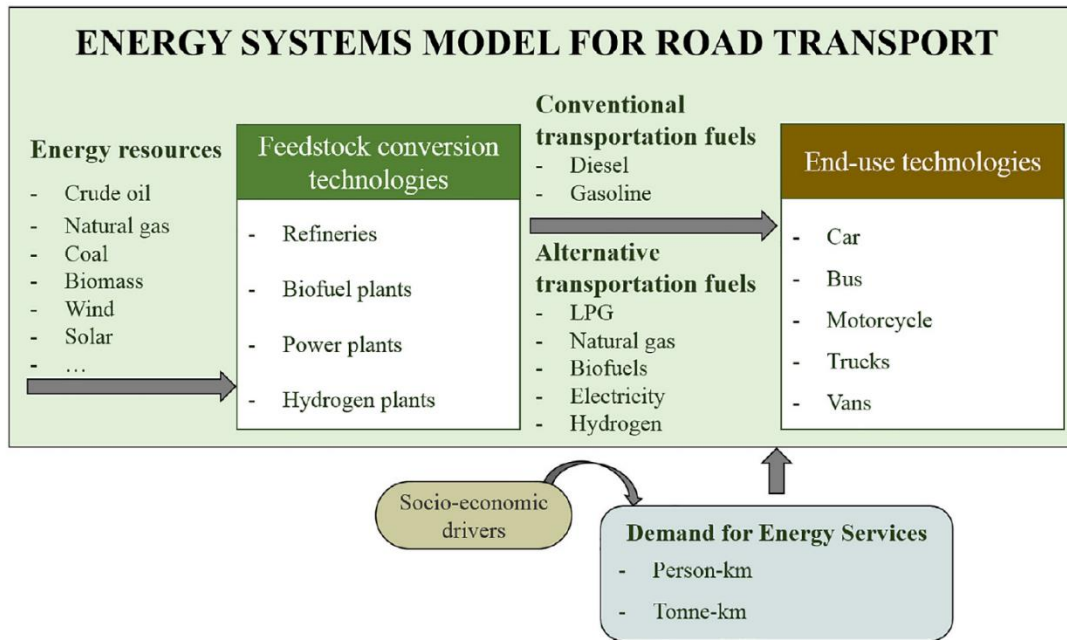 ENERGY SYSTEMS MODEL FOR ROAD TRANSPORT
Energy resources
- Crude oil
- Natural gas
- Coal
- Biomass
- Wind
- Solar
- ...
Feedstock conversion
technologies
- Refineries
- Biofuel plants
- Power plants
- Hydrogen plants
Conventional
transportation fuels
- Diesel
- Gasoline
Alternative
transportation fuels
- LPG
- Natural gas
- Biofuels
- Electricity
- Hydrogen
End-use technologies
- Car
- Bus
- Motorcycle
- Trucks
- Vans
Socio-economic
drivers
Demand for Energy Services
- Person-km
- Tonne-km